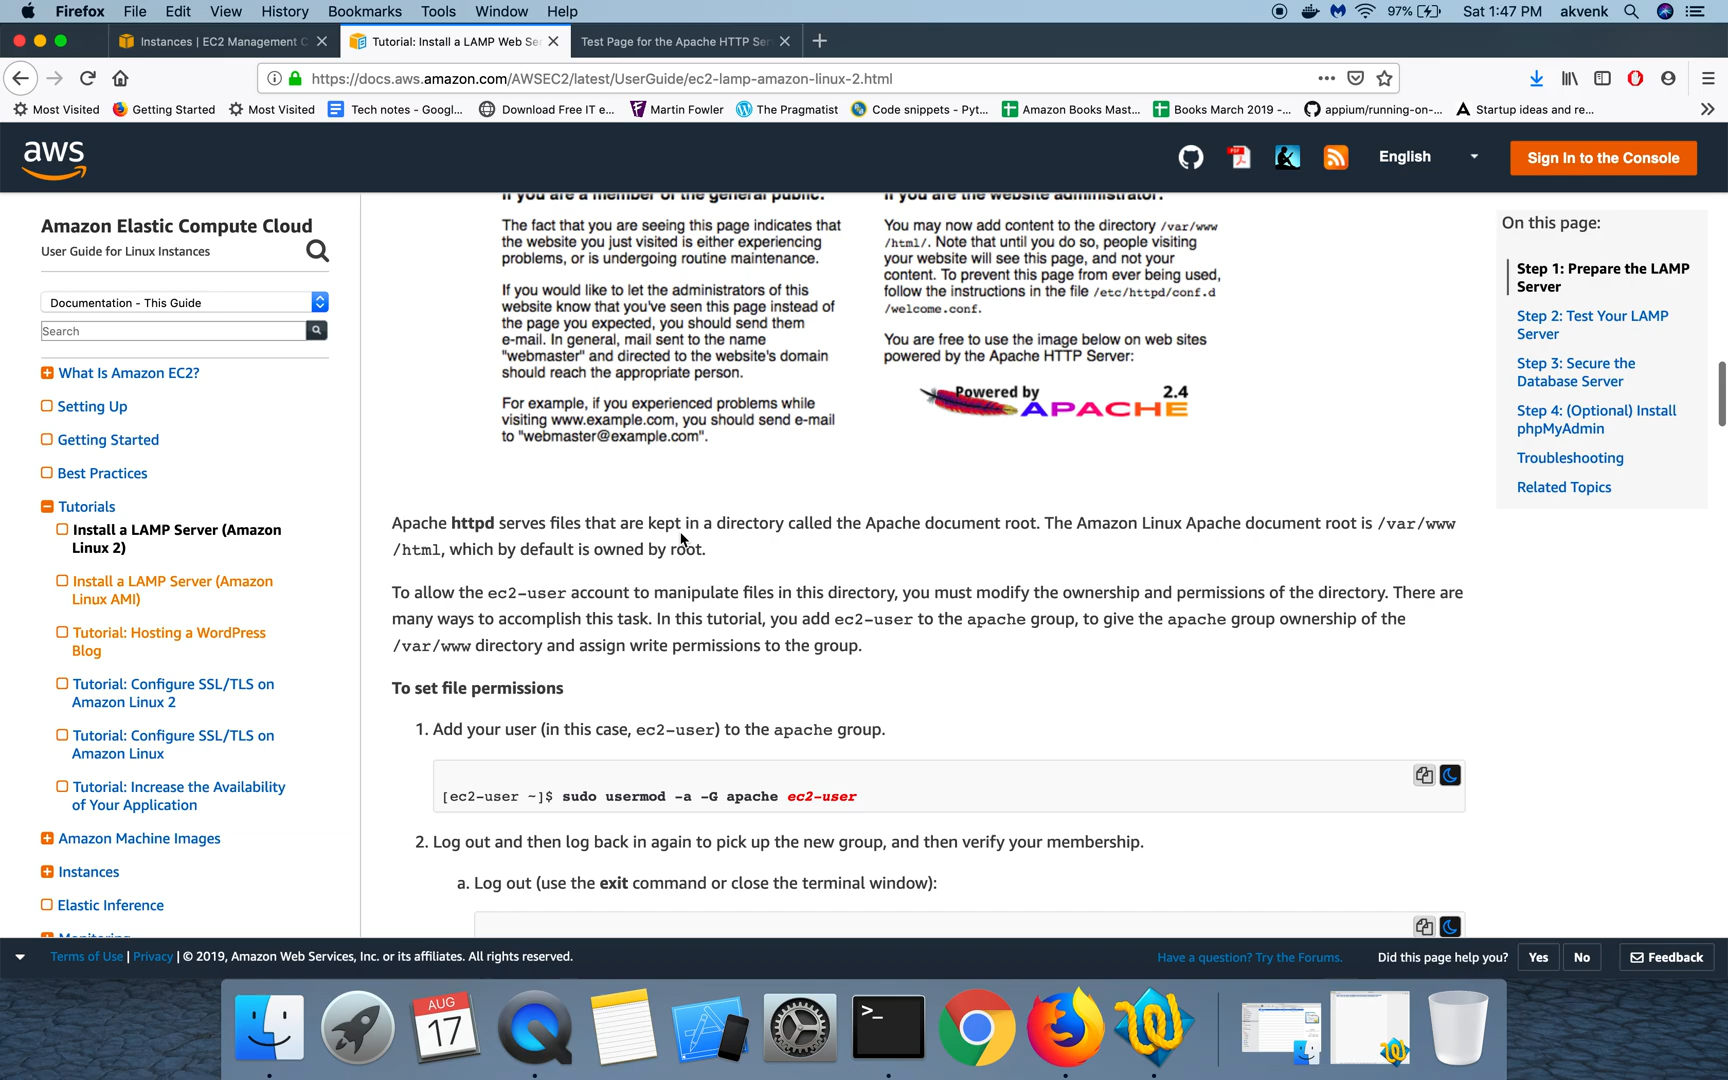 Firefox File Edit View History Bookmarks Tools Window Help 97% Sat 1:47 PM akvenk
Instances | EC2 Management C
Tutorial: Install a LAMP Web Se
Test Page for the Apache HTTP Ser
https://docs.aws.amazon.com/AWSEC2/latest/UserGuide/ec2-lamp-amazon-linux-2.html
Most Visited Getting Started Most Visited Tech notes - Googl... Download Free IT e... Martin Fowler The Pragmatist Code snippets - Pyt... Amazon Books Mast... Books March 2019 -... appium/running-on-... Startup ideas and re...
aws
PDF
English
Sign In to the Console
Amazon Elastic Compute Cloud
User Guide for Linux Instances
Documentation - This Guide
Search
What Is Amazon EC2?
Setting Up
Getting Started
Best Practices
Tutorials
Install a LAMP Server (Amazon
Linux 2)
Install a LAMP Server (Amazon
Linux AMI)
Tutorial: Hosting a WordPress
Blog
Tutorial: Configure SSL/TLS on
Amazon Linux 2
Tutorial: Configure SSL/TLS on
Amazon Linux
Tutorial: Increase the Availability
of Your Application
Amazon Machine Images
Instances
Elastic Inference
Monitoring
If you are a member of the general public:
The fact that you are seeing this page indicates that
the website you just visited is either experiencing
problems, or is undergoing routine maintenance.
If you would like to let the administrators of this
website know that you've seen this page instead of
the page you expected, you should send them
e-mail. In general, mail sent to the name
"webmaster" and directed to the website's domain
should reach the appropriate person.
For example, if you experienced problems while
visiting www.example.com, you should send e-mail
to "webmaster@example.com".
If you are the website administrator:
You may now add content to the directory /var/www
/html/. Note that until you do so, people visiting
your website will see this page, and not your
content. To prevent this page from ever being used,
follow the instructions in the file /etc/httpd/conf.d
/welcome.conf.
You are free to use the image below on web sites
powered by the Apache HTTP Server:
Powered by 2.4
APACHE
Apache httpd serves files that are kept in a directory called the Apache document root. The Amazon Linux Apache document root is /var/www
/html, which by default is owned by root.
To allow the ec2-user account to manipulate files in this directory, you must modify the ownership and permissions of the directory. There are
many ways to accomplish this task. In this tutorial, you add ec2-user to the apache group, to give the apache group ownership of the
/var/www directory and assign write permissions to the group.
To set file permissions
1. Add your user (in this case, ec2-user) to the apache group.
[ec2-user ~]$ sudo usermod -a -G apache ec2-user
2. Log out and then log back in again to pick up the new group, and then verify your membership.
a. Log out (use the exit command or close the terminal window):
On this page:
Step 1: Prepare the LAMP
Server
Step 2: Test Your LAMP
Server
Step 3: Secure the
Database Server
Step 4: (Optional) Install
phpMyAdmin
Troubleshooting
Related Topics
Terms of Use | Privacy | © 2019, Amazon Web Services, Inc. or its affiliates. All rights reserved.
Have a question? Try the Forums.
Did this page help you? Yes No Feedback
AUG
17
>_